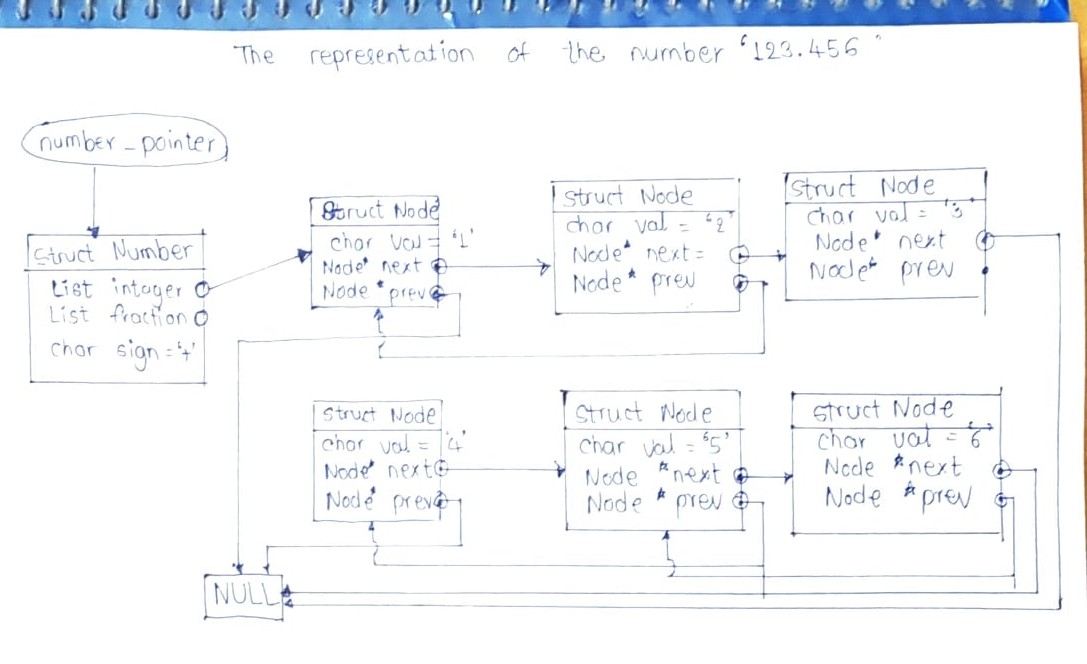 The representation of the number '123.456"
number_pointer
Struct Number
List intager
List fraction
char sign = '+'
Struct Node
char val = '1'
Node* next
Node *prev
Struct Node
char val = '2'
Node* next =
Node* prev
Struct Node
char val = '3'
Node* next
Node* prev
Struct Node
char val = '4'
Node* next
Node* prev
Struct Node
char val = '5'
Node *next
Node * prev
Struct Node
char val = '6'
Node *next
Node *prev
NULL